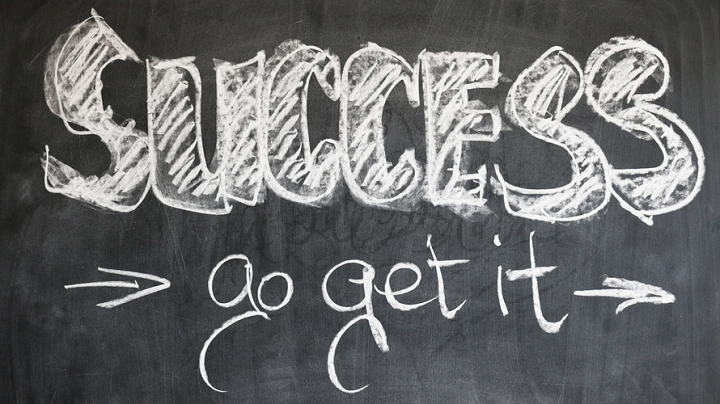 SUCCESS
→ go get it →